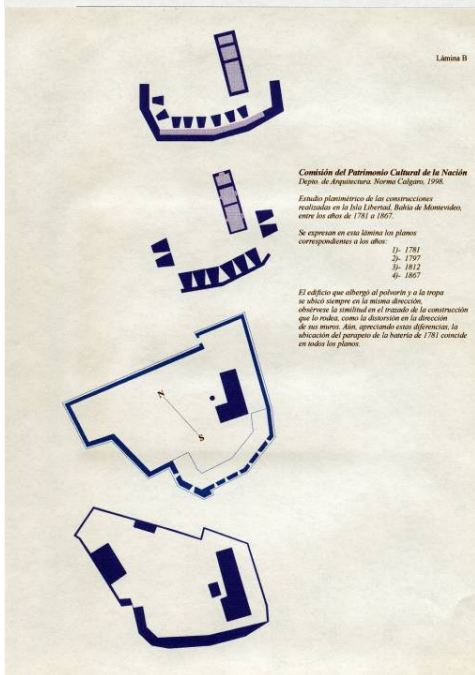 Lámina B
Comisión del Patrimonio Cultural de la Nación
Depto. de Arquitectura. Norma Calgaro, 1998.
Estudio planimétrico de las construcciones
realizadas en la Isla Libertad, Bahía de Montevideo,
entre los años de 1781 a 1867.
Se expresan en esta lámina los planos
correspondientes a los años:
1)- 1781
2)- 1797
3)- 1812
4)- 1867
El edificio que albergó al polvorín y a la tropa
se ubicó siempre en la misma dirección,
obsérvese la similitud en el trazado de la construcción
que lo rodea, como la distorsión en la dirección
de sus muros. Aún, apreciando estas diferencias, la
ubicación del parapeto de la batería de 1781 coincide
en todos los planos.
N
S